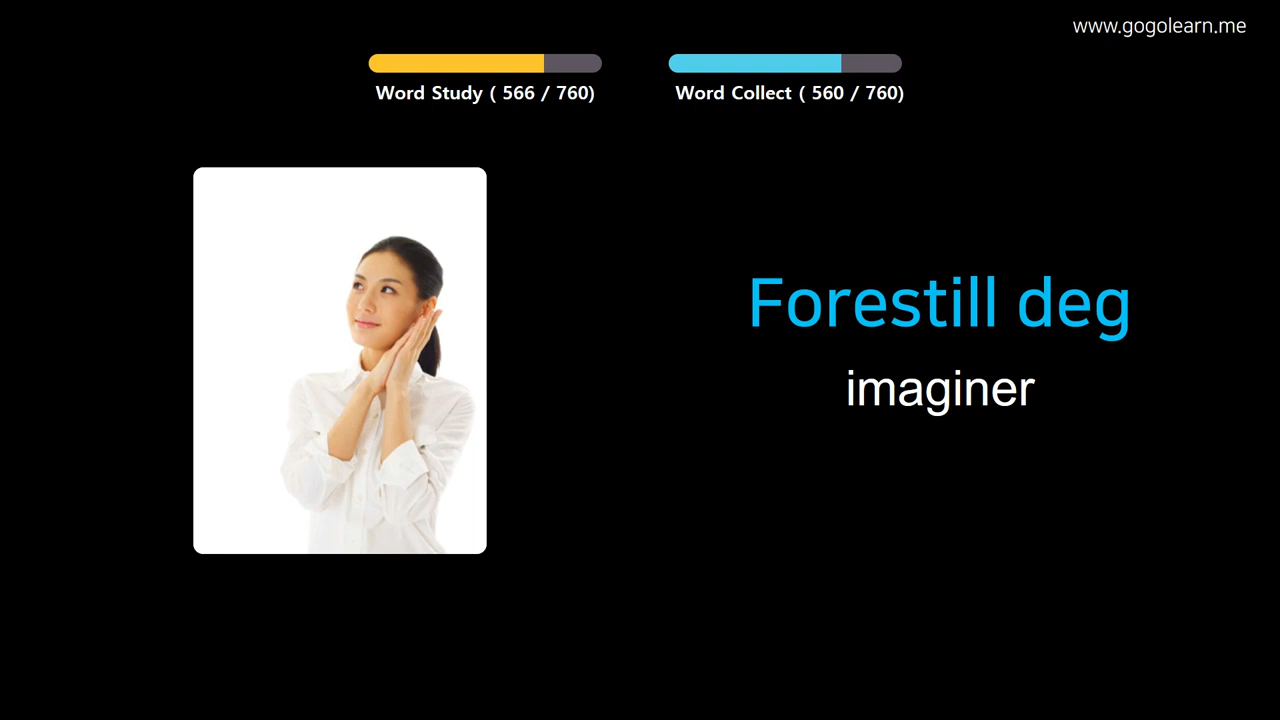 www.gogolearn.me
Word Study ( 566 / 760)
Word Collect ( 560 / 760)
Forestill deg
imaginer